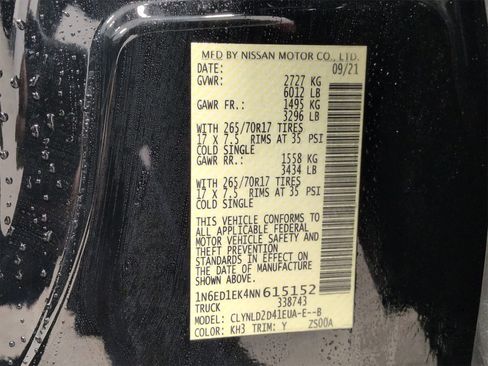 MFD BY NISSAN MOTOR CO., LTD.
DATE: 09/21
GVWR: 2727 KG
6012 LB
GAWR FR.: 1495 KG
3296 LB
WITH 265/70R17 TIRES
17 X 7.5 RIMS AT 35 PSI
COLD SINGLE
GAWR RR.: 1558 KG
3434 LB
WITH 265/70R17 TIRES
17 X 7.5 RIMS AT 35 PSI
COLD SINGLE
THIS VEHICLE CONFORMS TO
ALL APPLICABLE FEDERAL
MOTOR VEHICLE SAFETY AND
THEFT PREVENTION
STANDARDS IN EFFECT ON
THE DATE OF MANUFACTURE
SHOWN ABOVE.
1N6ED1EK4NN615152
TRUCK 338743
MODEL: CLYNLD2D41EUA-E--B
COLOR: KH3 TRIM: Y ZS00A